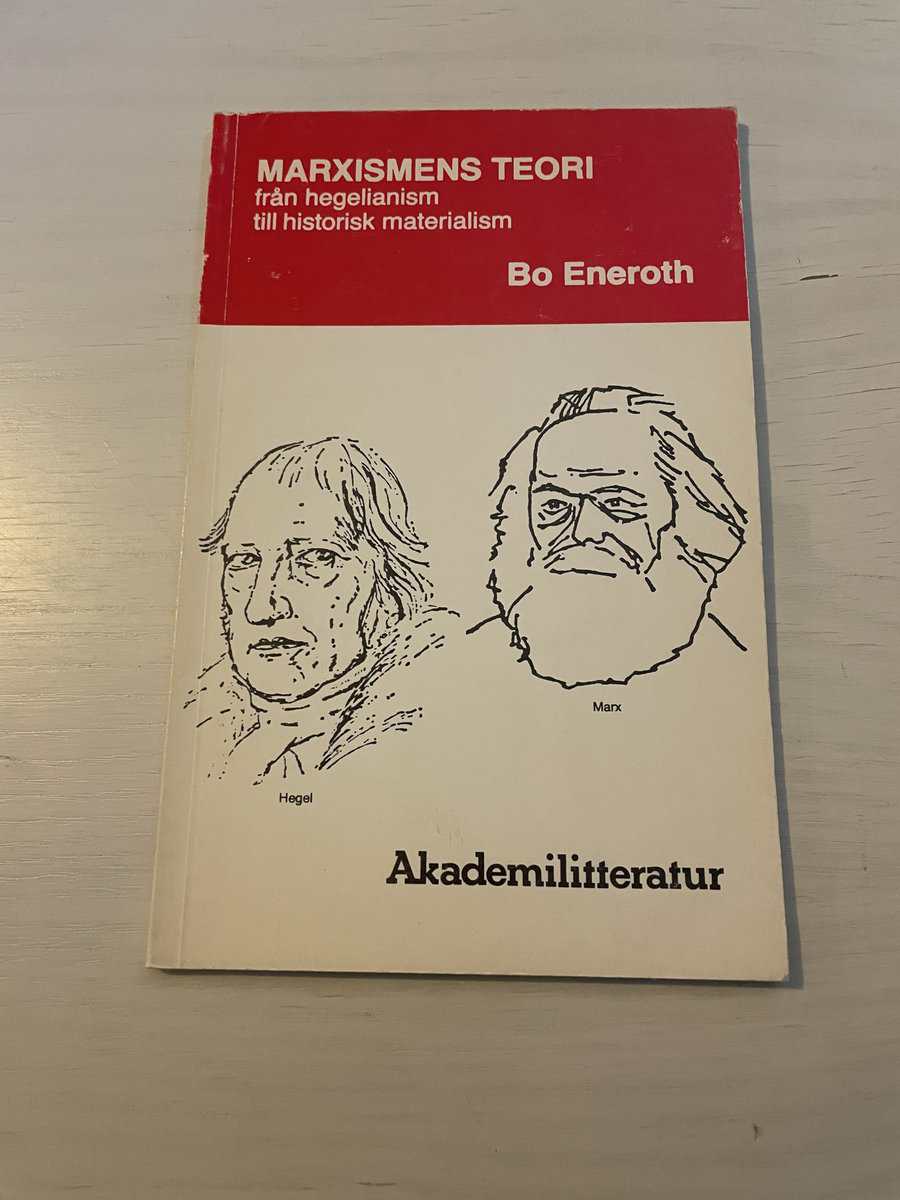 MARXISMENS TEORI
från hegelianism
till historisk materialism
Bo Eneroth
Marx
Hegel
Akademilitteratur